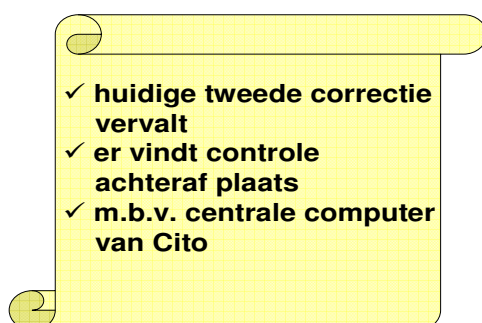 ✓ huidige tweede correctie
vervalt
✓ er vindt controle
achteraf plaats
✓ m.b.v. centrale computer
van Cito